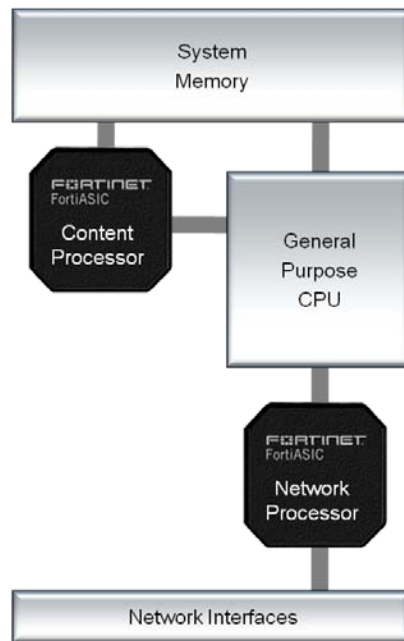 System
Memory
FORTINET
FortiASIC
Content
Processor
General
Purpose
CPU
FORTINET
FortiASIC
Network
Processor
Network Interfaces